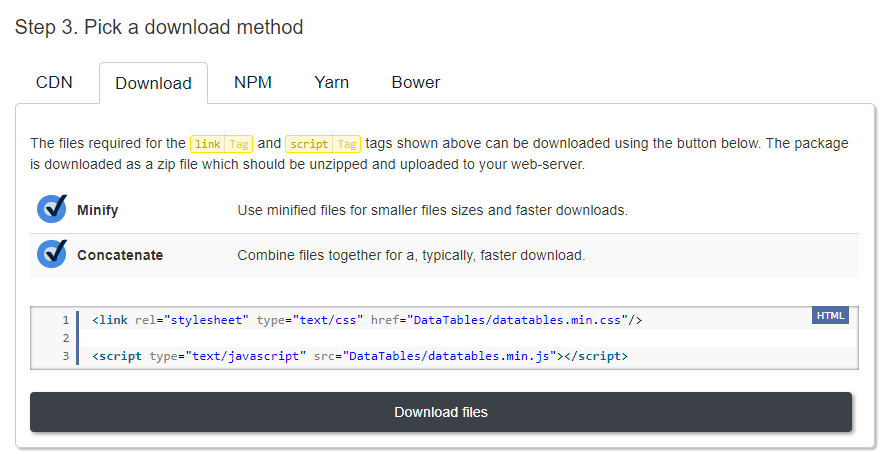 Step 3. Pick a download method
CDN Download NPM Yarn Bower
The files required for the link Tag and script Tag tags shown above can be downloaded using the button below. The package
is downloaded as a zip file which should be unzipped and uploaded to your web-server.
Minify Use minified files for smaller files sizes and faster downloads.
Concatenate Combine files together for a, typically, faster download.
HTML
1 <link rel="stylesheet" type="text/css" href="DataTables/datatables.min.css"/>
2
3 <script type="text/javascript" src="DataTables/datatables.min.js"></script>
Download files